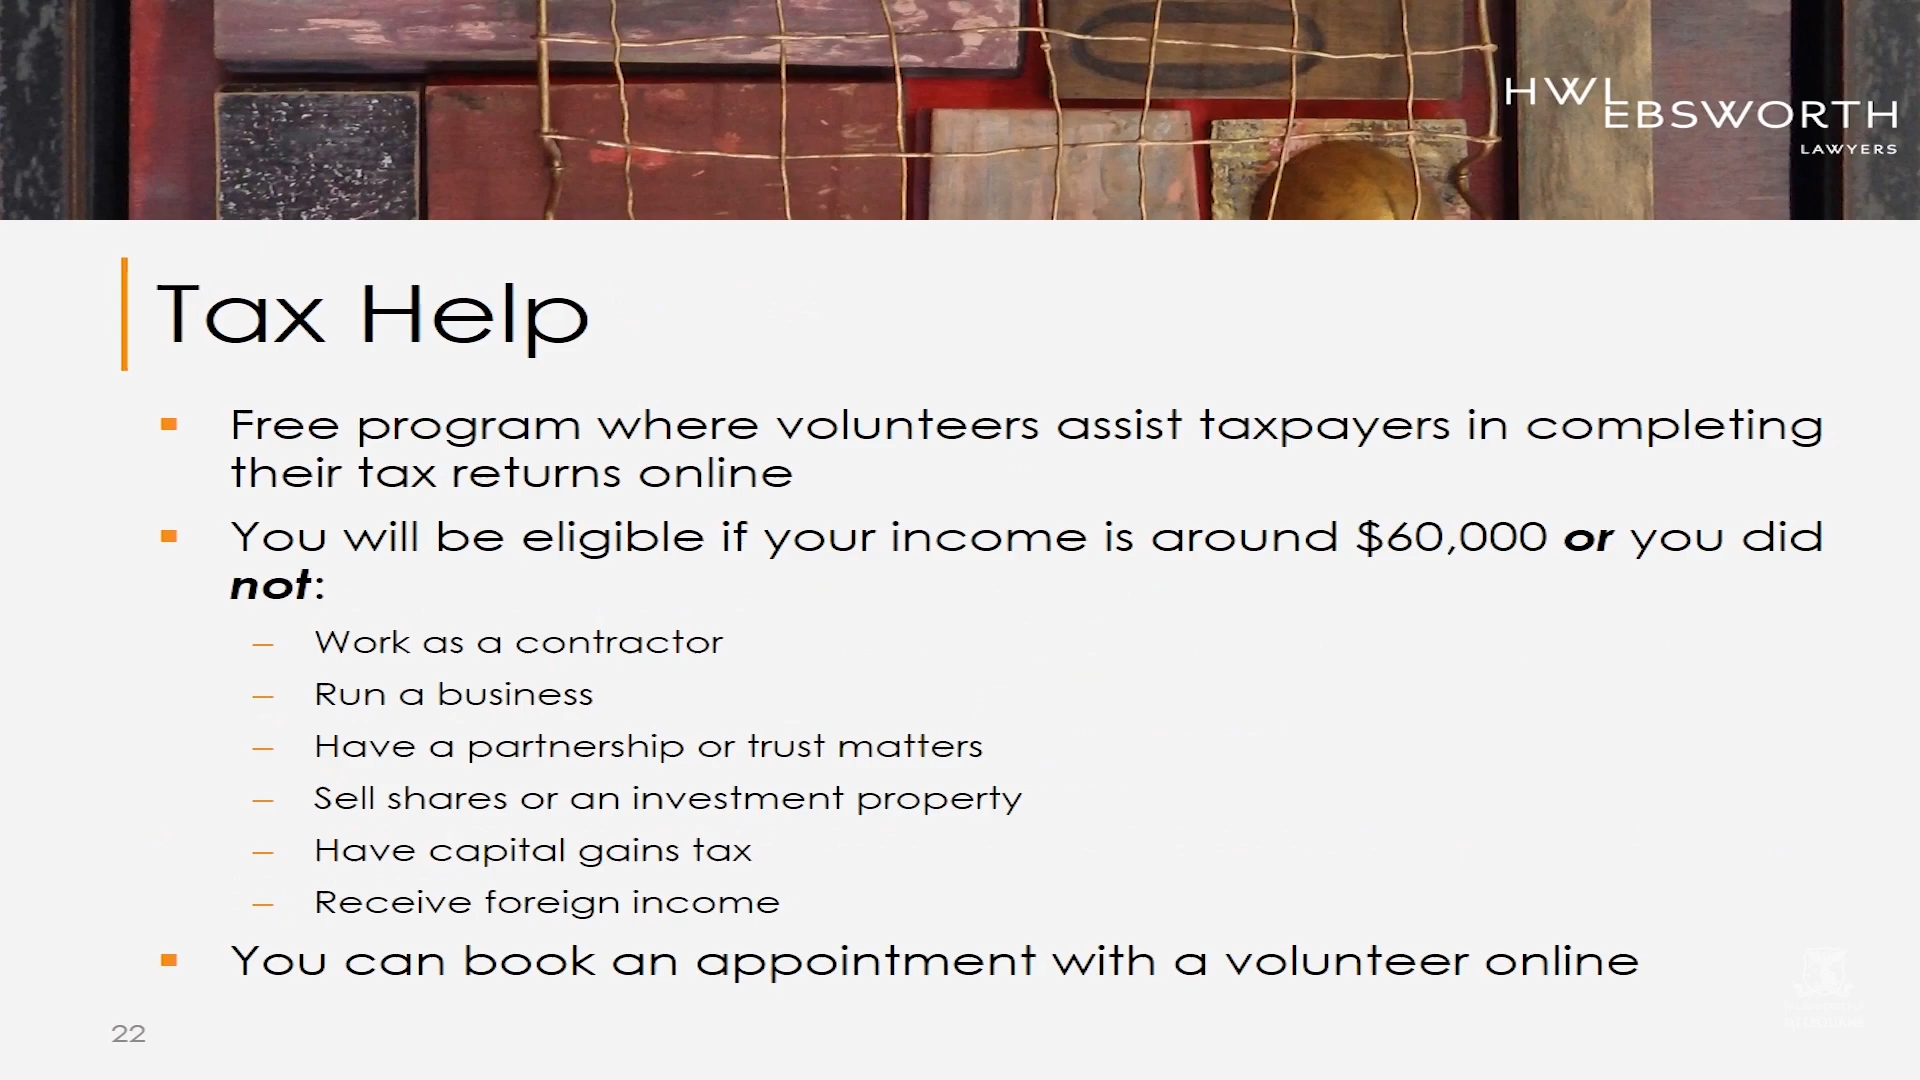 HWL
EBSWORTH
LAWYERS
Tax Help
Free program where volunteers assist taxpayers in completing
their tax returns online
You will be eligible if your income is around $60,000 or you did
not:
– Work as a contractor
– Run a business
– Have a partnership or trust matters
– Sell shares or an investment property
– Have capital gains tax
– Receive foreign income
You can book an appointment with a volunteer online
22